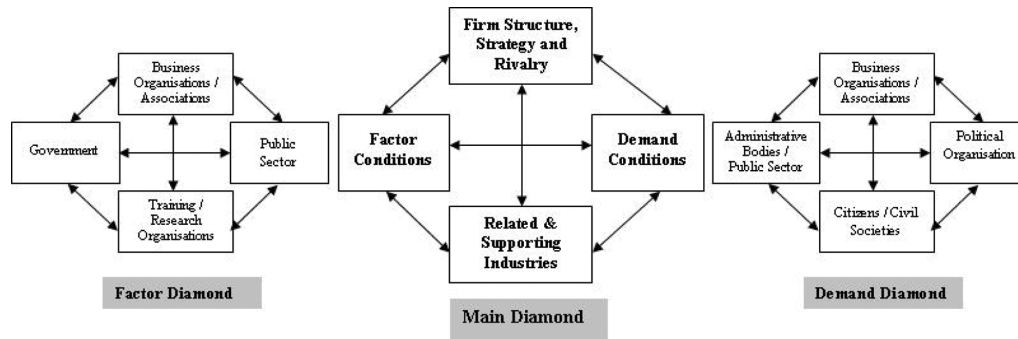 Business
Organisations /
Associations
Government
Public
Sector
Training /
Research
Organisations
Factor Diamond
Firm Structure,
Strategy and
Rivalry
Factor
Conditions
Demand
Conditions
Related &
Supporting
Industries
Main Diamond
Business
Organisations /
Associations
Administrative
Bodies /
Public Sector
Political
Organisation
Citizens / Civil
Societies
Demand Diamond